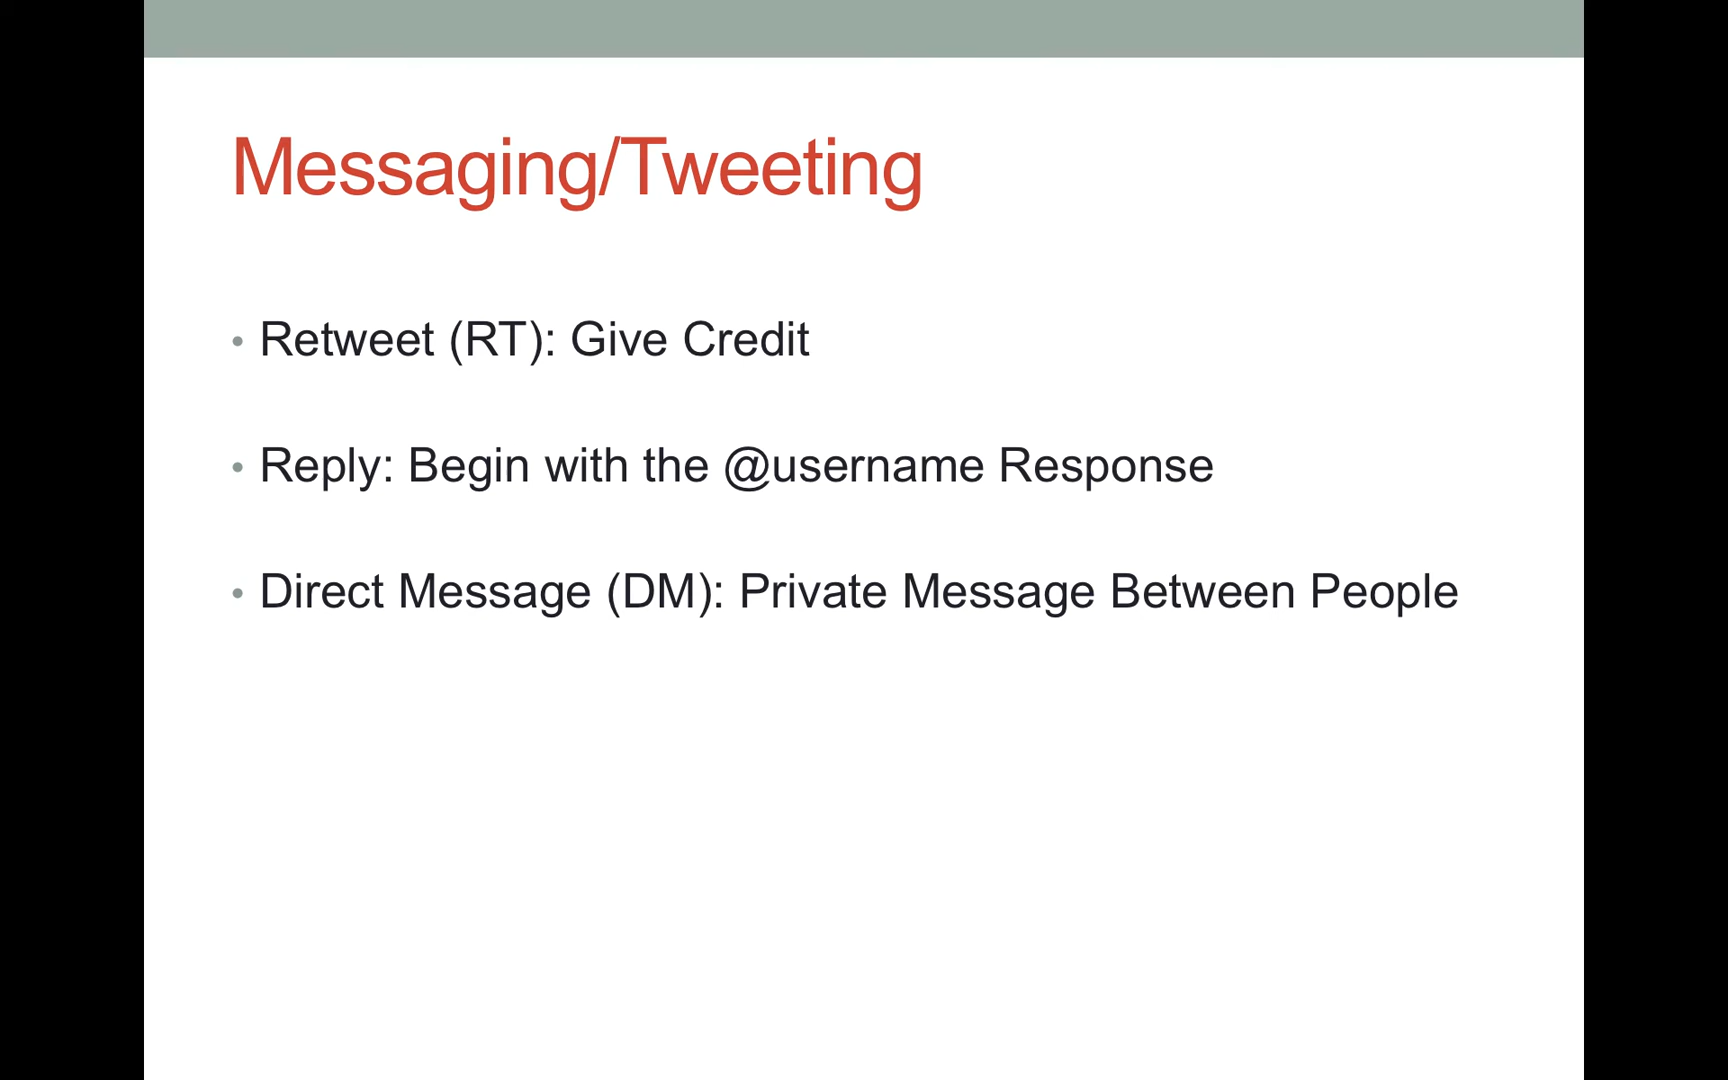 Messaging/Tweeting
• Retweet (RT): Give Credit
• Reply: Begin with the @username Response
• Direct Message (DM): Private Message Between People